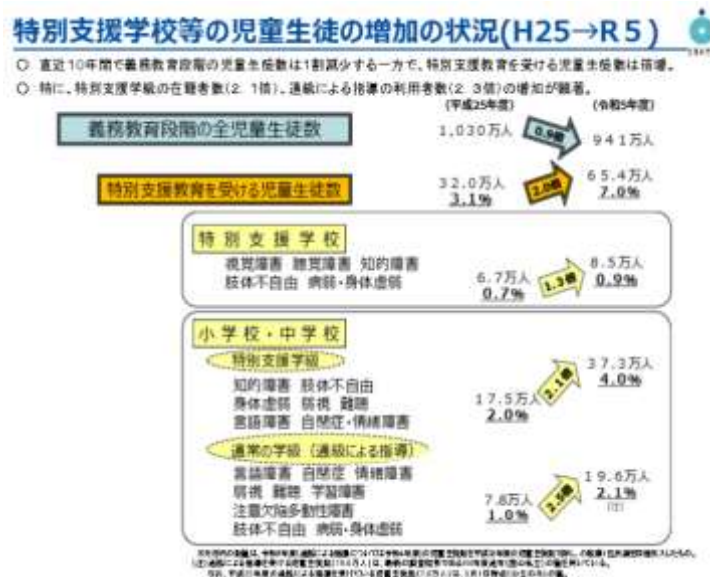 特別支援学校等の児童生徒の増加の状況(H25→R5)
○ 直近10年間で義務教育段階の児童生徒数は1割減少する一方で、特別支援教育を受ける児童生徒数は倍増。
○ 特に、特別支援学級の在籍者数(2.1倍)、通級による指導の利用者数(2.3倍)の増加が顕著。
(平成25年度) (令和5年度)
義務教育段階の全児童生徒数 1,030万人 0.9倍 941万人
特別支援教育を受ける児童生徒数 32.0万人 2.0倍 65.4万人
3.1% 7.0%
特別支援学校
視覚障害 聴覚障害 知的障害
肢体不自由 病弱・身体虚弱
6.7万人 1.3倍 8.5万人
0.7% 0.9%
小学校・中学校
特別支援学級
知的障害 肢体不自由
身体虚弱 弱視 難聴
言語障害 自閉症・情緒障害
17.5万人 2.1倍 37.3万人
2.0% 4.0%
通常の学級(通級による指導)
言語障害 自閉症 情緒障害
弱視 難聴 学習障害
注意欠陥多動性障害
肢体不自由 病弱・身体虚弱
7.8万人 19.6万人
1.0% 2.1%
(注)